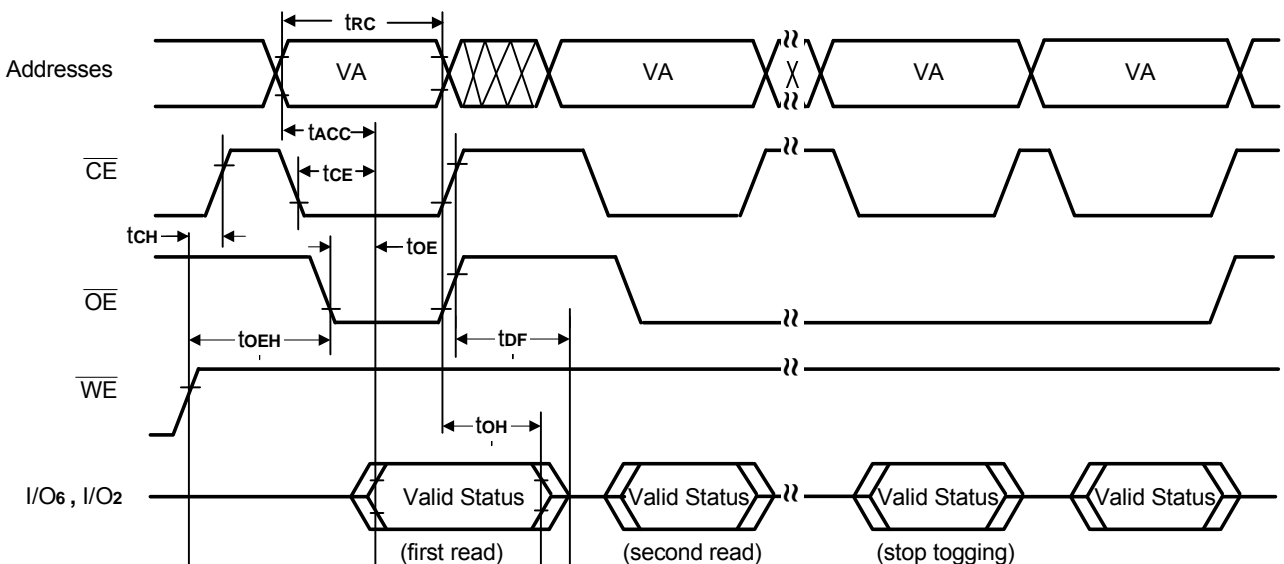 tRC
Addresses VA VA VA VA
tACC
CE tCE
tCH tOE
OE
tOEH tDF
WE
tOH
I/O6 , I/O2 Valid Status Valid Status Valid Status Valid Status
(first read) (second read) (stop togging)